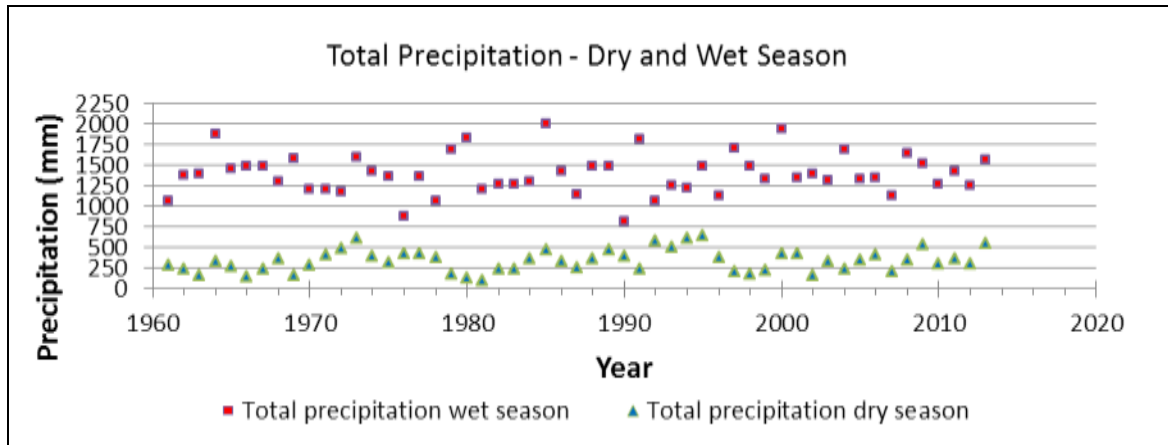 Total Precipitation - Dry and Wet Season
Precipitation (mm)
2250
2000
1750
1500
1250
1000
750
500
250
0
1960 1970 1980 1990 2000 2010 2020
Year
Total precipitation wet season Total precipitation dry season